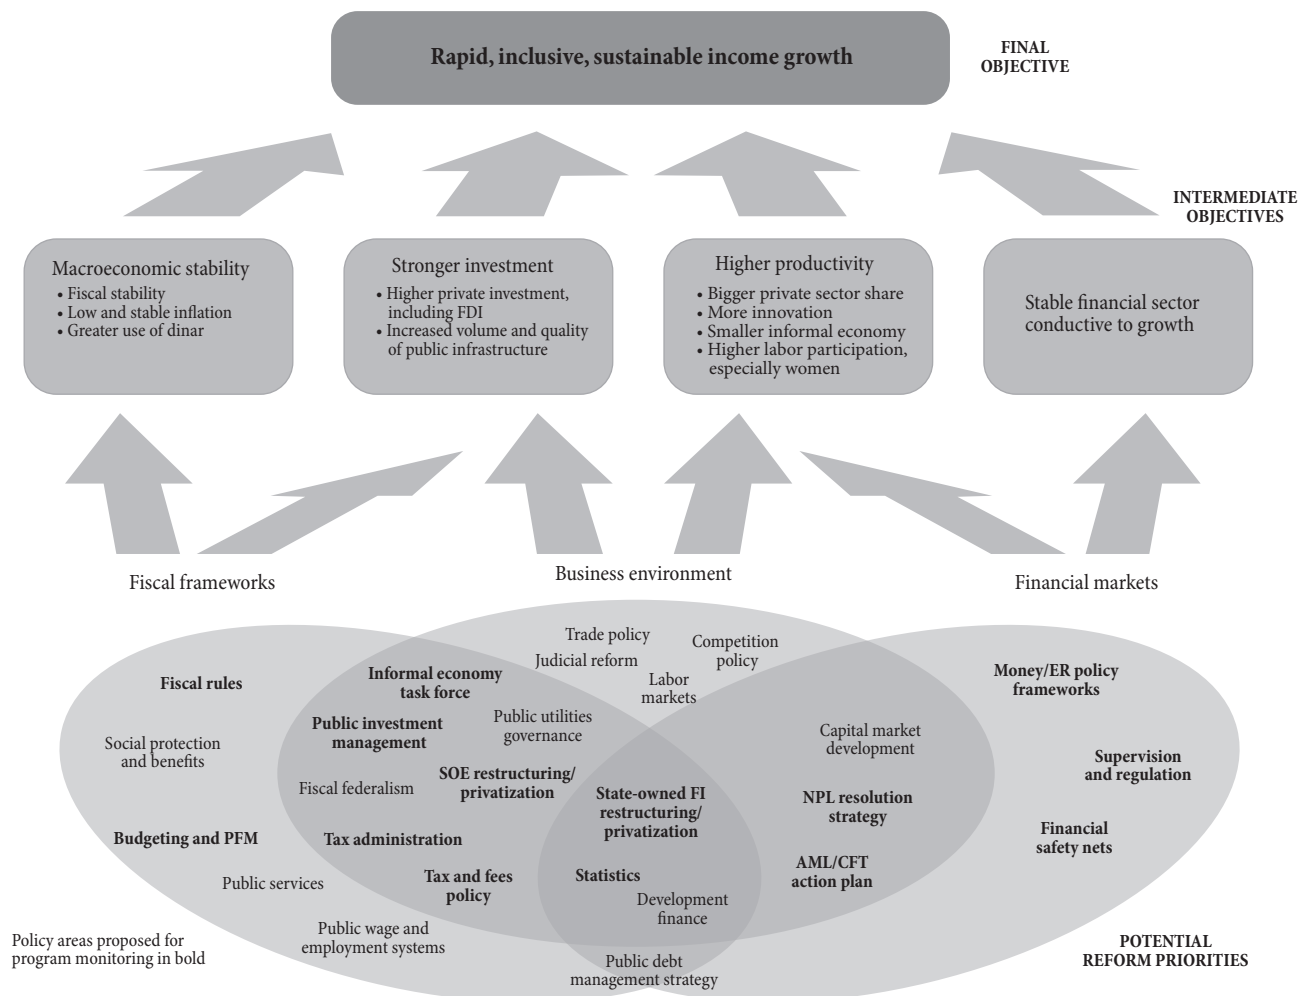 Rapid, inclusive, sustainable income growth
FINAL
OBJECTIVE
INTERMEDIATE
OBJECTIVES
Macroeconomic stability
• Fiscal stability
• Low and stable inflation
• Greater use of dinar
Stronger investment
• Higher private investment,
including FDI
• Increased volume and quality
of public infrastructure
Higher productivity
• Bigger private sector share
• More innovation
• Smaller informal economy
• Higher labor participation,
especially women
Stable financial sector
conductive to growth
Fiscal frameworks
Business environment
Financial markets
Fiscal rules
Social protection
and benefits
Budgeting and PFM
Public services
Public wage and
employment systems
Informal economy
task force
Public investment
management
Public utilities
governance
Fiscal federalism
SOE restructuring/
privatization
Tax administration
Tax and fees
policy
Trade policy
Judicial reform
Labor
markets
Competition
policy
State-owned FI
restructuring/
privatization
Statistics
Development
finance
Public debt
management strategy
Capital market
development
NPL resolution
strategy
AML/CFT
action plan
Money/ER policy
frameworks
Supervision
and regulation
Financial
safety nets
Policy areas proposed for
program monitoring in bold
POTENTIAL
REFORM PRIORITIES